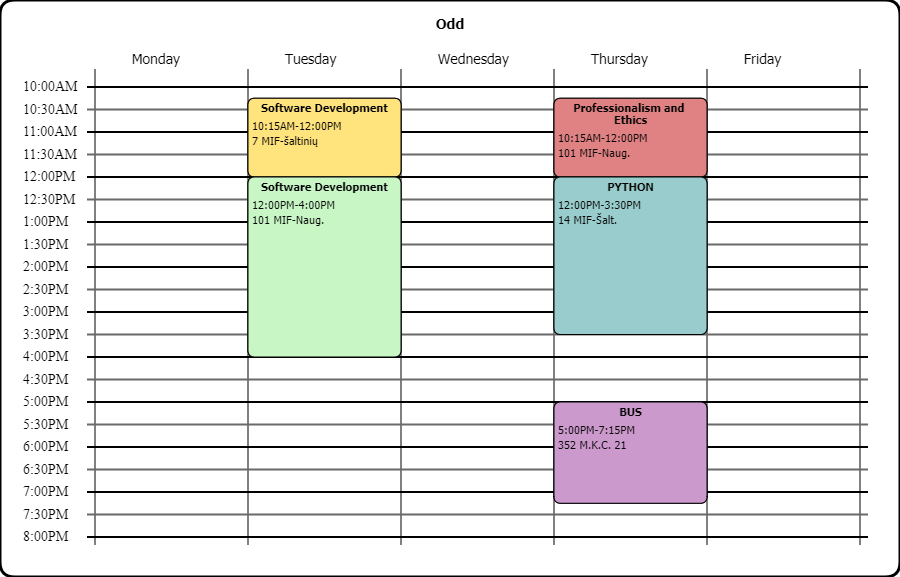 Odd
Monday Tuesday Wednesday Thursday Friday
10:00AM
10:30AM
11:00AM
11:30AM
12:00PM
12:30PM
1:00PM
1:30PM
2:00PM
2:30PM
3:00PM
3:30PM
4:00PM
4:30PM
5:00PM
5:30PM
6:00PM
6:30PM
7:00PM
7:30PM
8:00PM
Software Development
10:15AM-12:00PM
7 MIF-šaltinių
Software Development
12:00PM-4:00PM
101 MIF-Naug.
Professionalism and
Ethics
10:15AM-12:00PM
101 MIF-Naug.
PYTHON
12:00PM-3:30PM
14 MIF-Šalt.
BUS
5:00PM-7:15PM
352 M.K.C. 21